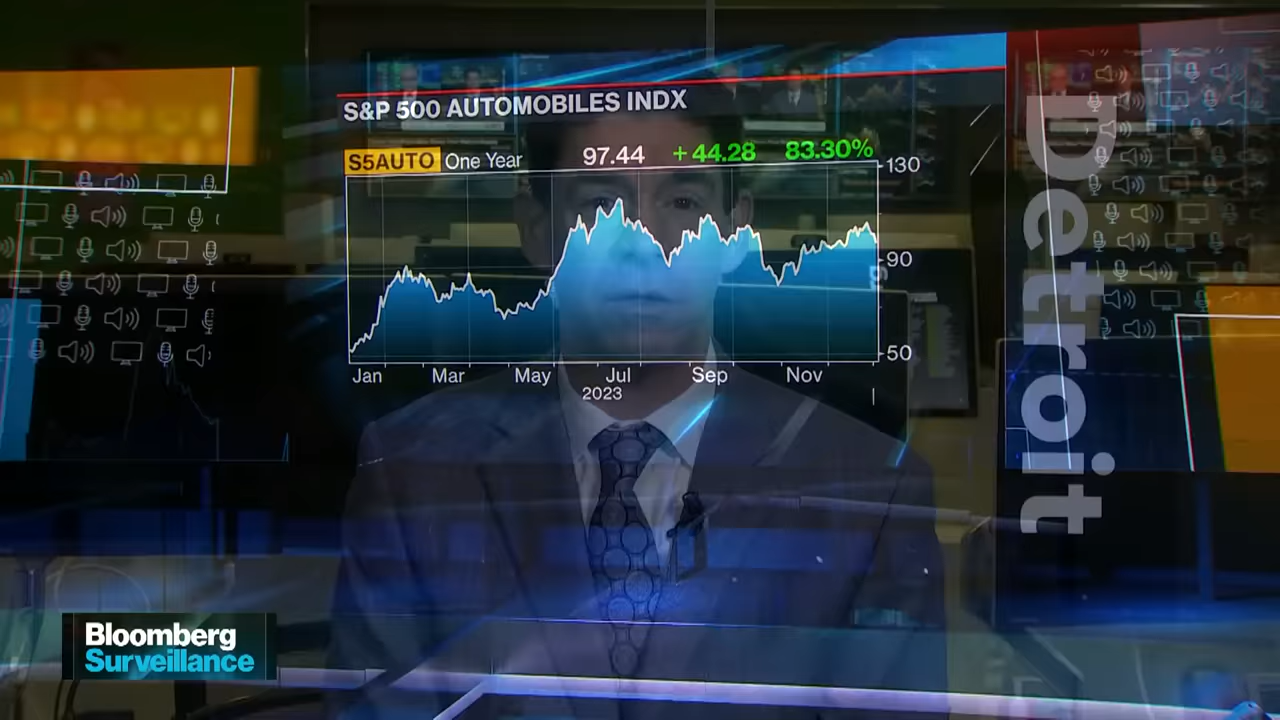 S&P 500 AUTOMOBILES INDX
S5AUTO One Year 97.44 +44.28 83.30%
130
90
50
Jan Mar May Jul Sep Nov
2023
Detroit
Bloomberg
Surveillance